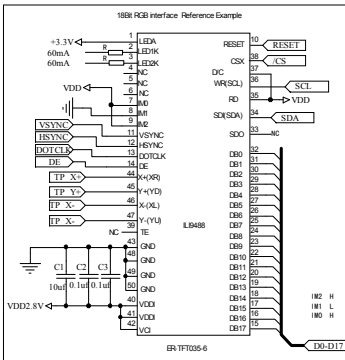 18Bit RGB interface Reference Example
+3.3V 1 LEDA
60mA R 2 LED1K
60mA R 3 LED2K
4 NC
5 NC
6 NC
VDD 7 IM0
8 IM1
9 IM2
VSYNC 11 VSYNC
HSYNC 12 HSYNC
DOTCLK 13 DOTCLK
DE 14 DE
TP X+ 44 X+(XR)
TP Y+ 45 Y+(YD)
TP X- 46 X-(XL)
TP X- 47 Y-(YU)
NC 39 TE
43 GND
48 GND
49 GND
50 GND
C1 C2 C3
10uf 0.1uf 0.1uf
VDD2.8V 40 VDDI
41 VDDI
42 VCI
ILI9488
RESET 10 RESET
CSX 38 /CS
D/C 37
WR(SCL) 36 SCL
RD 35 VDD
SDI(SDA) 34 SDA
SDO 33 NC
DB0 32
DB1 31
DB2 30
DB3 29
DB4 28
DB5 27
DB6 26
DB7 25
DB8 24
DB9 23
DB10 22
DB11 21
DB12 20
DB13 19
DB14 18
DB15 17
DB16 16
DB17 15
IM2 H
IM1 L
IM0 H
D0-D17
ER-TFT035-6